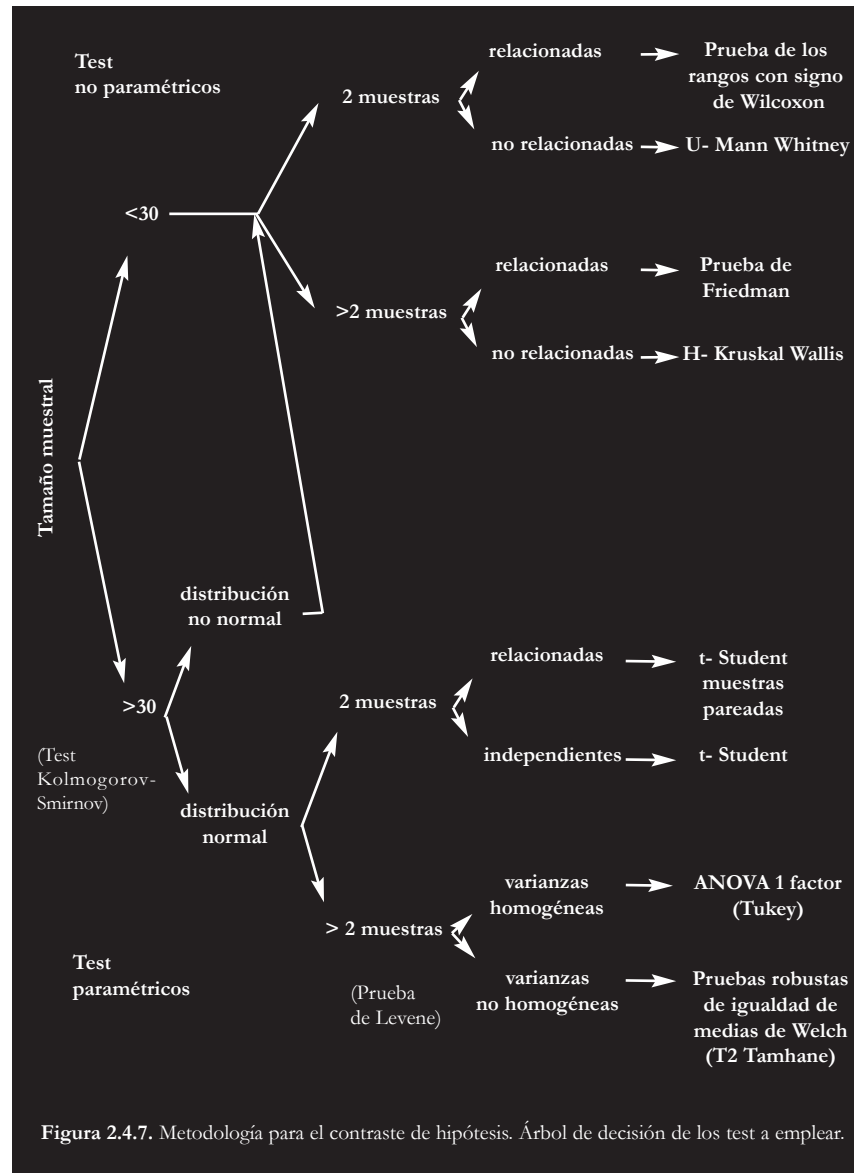 Test
no paramétricos
relacionadas
Prueba de los
rangos con signo
de Wilcoxon
2 muestras
no relacionadas
U- Mann Whitney
<30
relacionadas
Prueba de
Friedman
>2 muestras
no relacionadas
H- Kruskal Wallis
Tamaño muestral
distribución
no normal
>30
(Test
Kolmogorov-
Smirnov)
distribución
normal
2 muestras
relacionadas
t- Student
muestras
pareadas
independientes
t- Student
> 2 muestras
(Prueba
de Levene)
varianzas
homogéneas
ANOVA 1 factor
(Tukey)
varianzas
no homogéneas
Pruebas robustas
de igualdad de
medias de Welch
(T2 Tamhane)
Test
paramétricos
Figura 2.4.7. Metodología para el contraste de hipótesis. Árbol de decisión de los test a emplear.